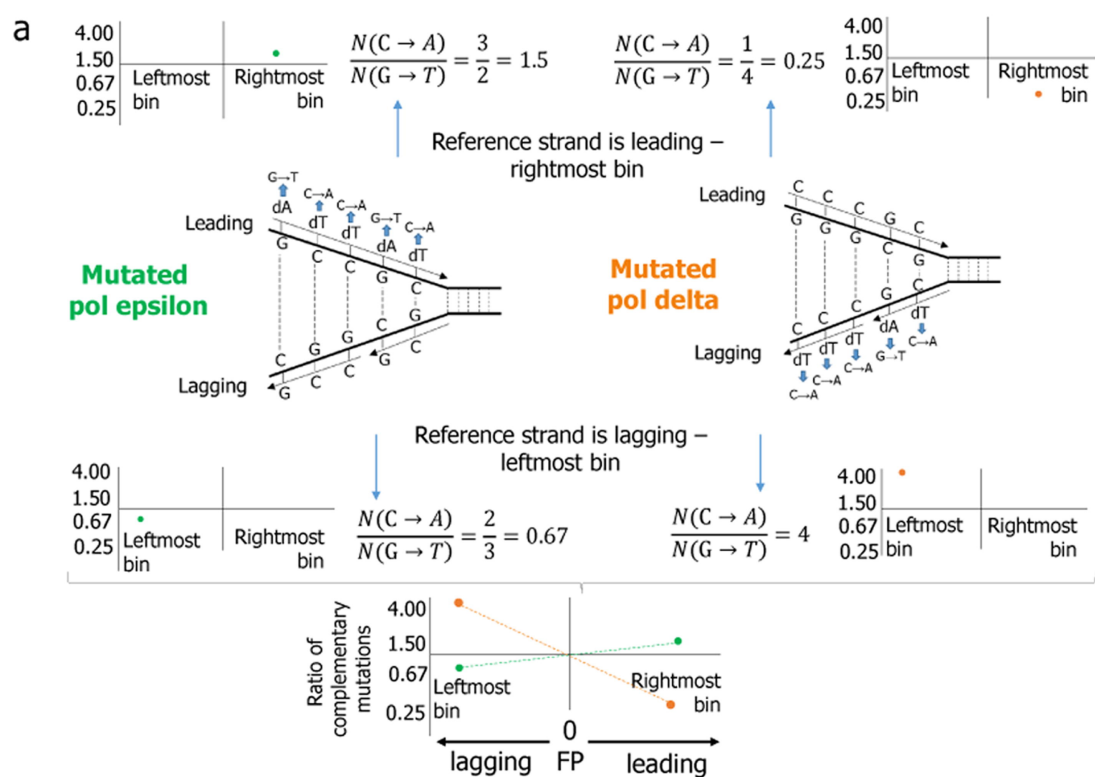 a
4.00
1.50
0.67
0.25
Leftmost bin
Rightmost bin
N(C → A) / N(G → T) = 3/2 = 1.5
N(C → A) / N(G → T) = 1/4 = 0.25
4.00
1.50
0.67
0.25
Leftmost bin
Rightmost bin
Reference strand is leading –
rightmost bin
G→T C→A C→A G→T C→A
dA dT dT dA dT
Leading
G C C G C
Mutated
pol epsilon
C G G C G
Lagging
G C C G C
Leading
C C C G C
G G G C G
Mutated
pol delta
C C C G C
Lagging
dT dT dT dA dT
C→A C→A C→A G→T C→A
Reference strand is lagging –
leftmost bin
4.00
1.50
0.67
0.25
Leftmost bin
Rightmost bin
N(C → A) / N(G → T) = 2/3 = 0.67
N(C → A) / N(G → T) = 4
4.00
1.50
0.67
0.25
Leftmost bin
Rightmost bin
Ratio of
complementary
mutations
4.00
1.50
0.67
0.25
Leftmost bin
Rightmost bin
0
lagging FP leading